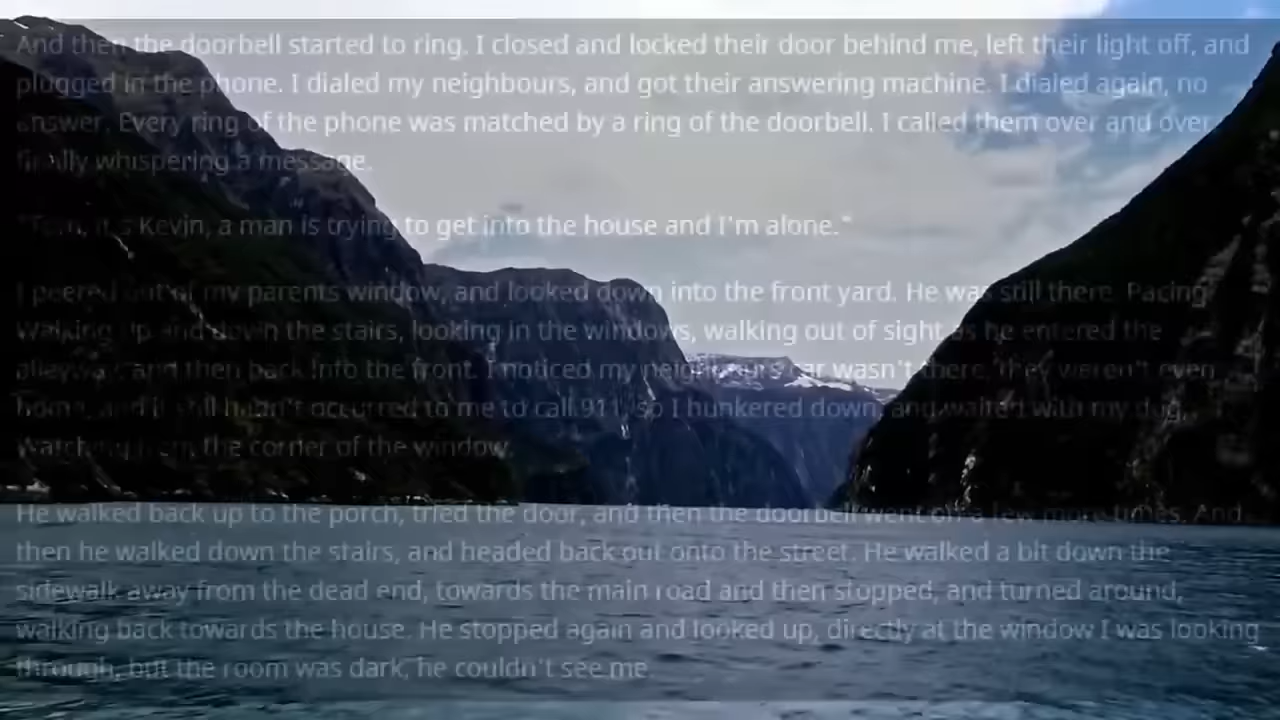 And then the doorbell started to ring. I closed and locked their door behind me, left their light off, and
plugged in the phone. I dialed my neighbours, and got their answering machine. I dialed again, no
answer. Every ring of the phone was matched by a ring of the doorbell. I called them over and over
finally whispering a message.
it's Kevin, a man is trying to get into the house and I'm alone."
I peered out of my parents window, and looked down into the front yard. He was still there. Pacing
walking up and down the stairs, looking in the windows, walking out of sight as he entered the
alleyway and then back into the front. I noticed my neighbours car wasn't there, they weren't even
home, and it still hadn't occurred to me to call 911, so I hunkered down, and waited with my dog,
watching from the corner of the window.
He walked back up to the porch, tried the door, and then the doorbell went off a few more times. And
then he walked down the stairs, and headed back out onto the street. He walked a bit down the
sidewalk away from the dead end, towards the main road and then stopped, and turned around,
walking back towards the house. He stopped again and looked up, directly at the window I was looking
through, but the room was dark, he couldn't see me.